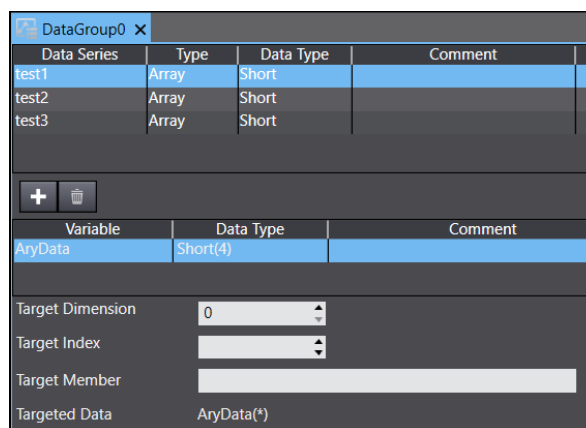 DataGroup0 ×
Data Series Type Data Type Comment
test1 Array Short
test2 Array Short
test3 Array Short
+
Variable Data Type Comment
AryData Short(4)
Target Dimension 0
Target Index
Target Member
Targeted Data AryData(*)